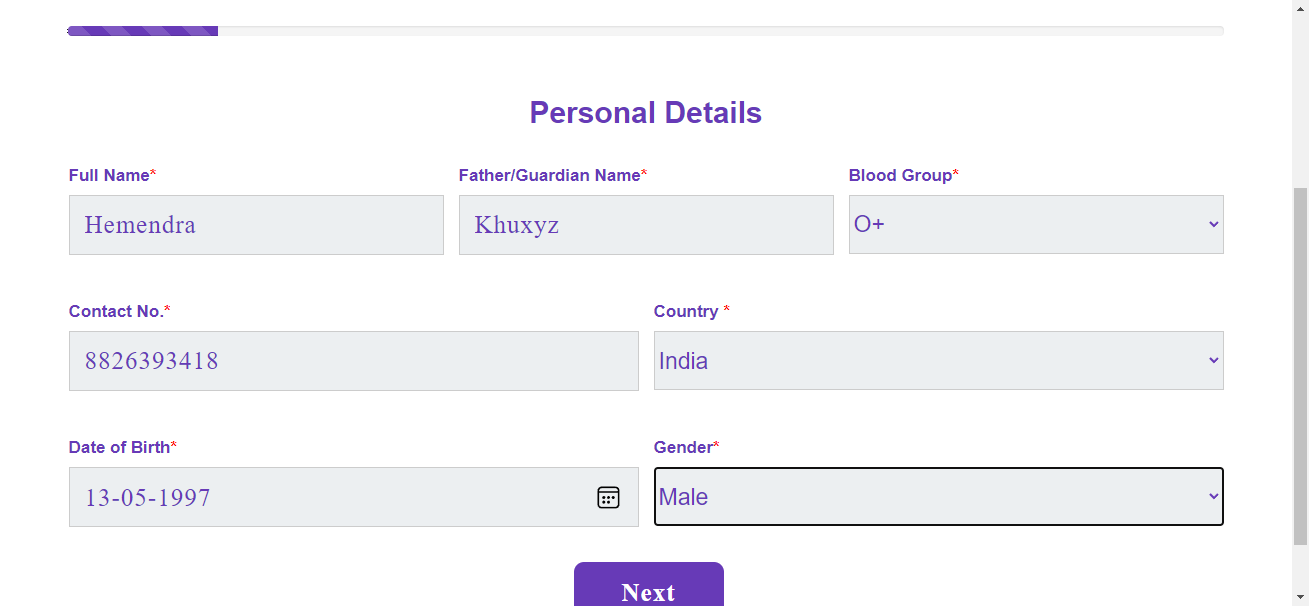 Personal Details
Full Name* Father/Guardian Name* Blood Group*
Hemendra Khuxyz O+
Contact No.* Country *
8826393418 India
Date of Birth* Gender*
13-05-1997 Male
Next